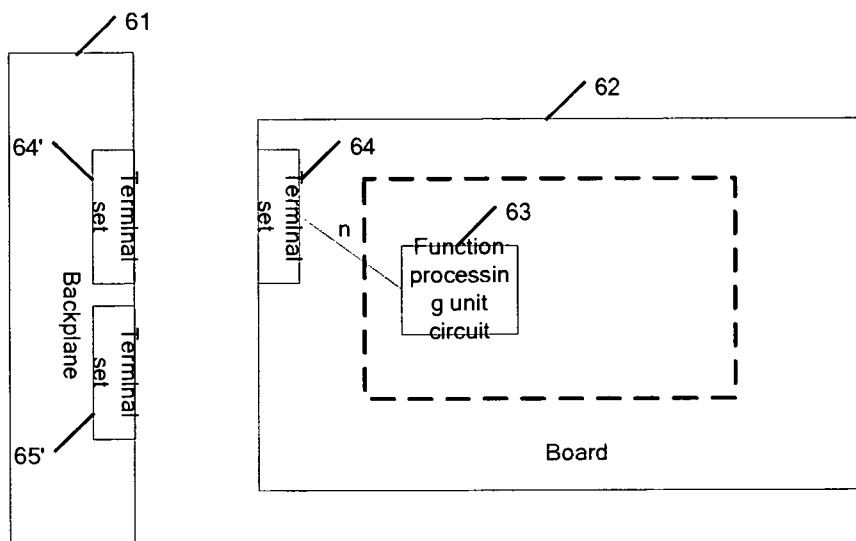 61
62
64'
Terminal
set
64
Terminal
set
n
63
Function
processin
g unit
circuit
Backplane
Terminal
set
65'
Board